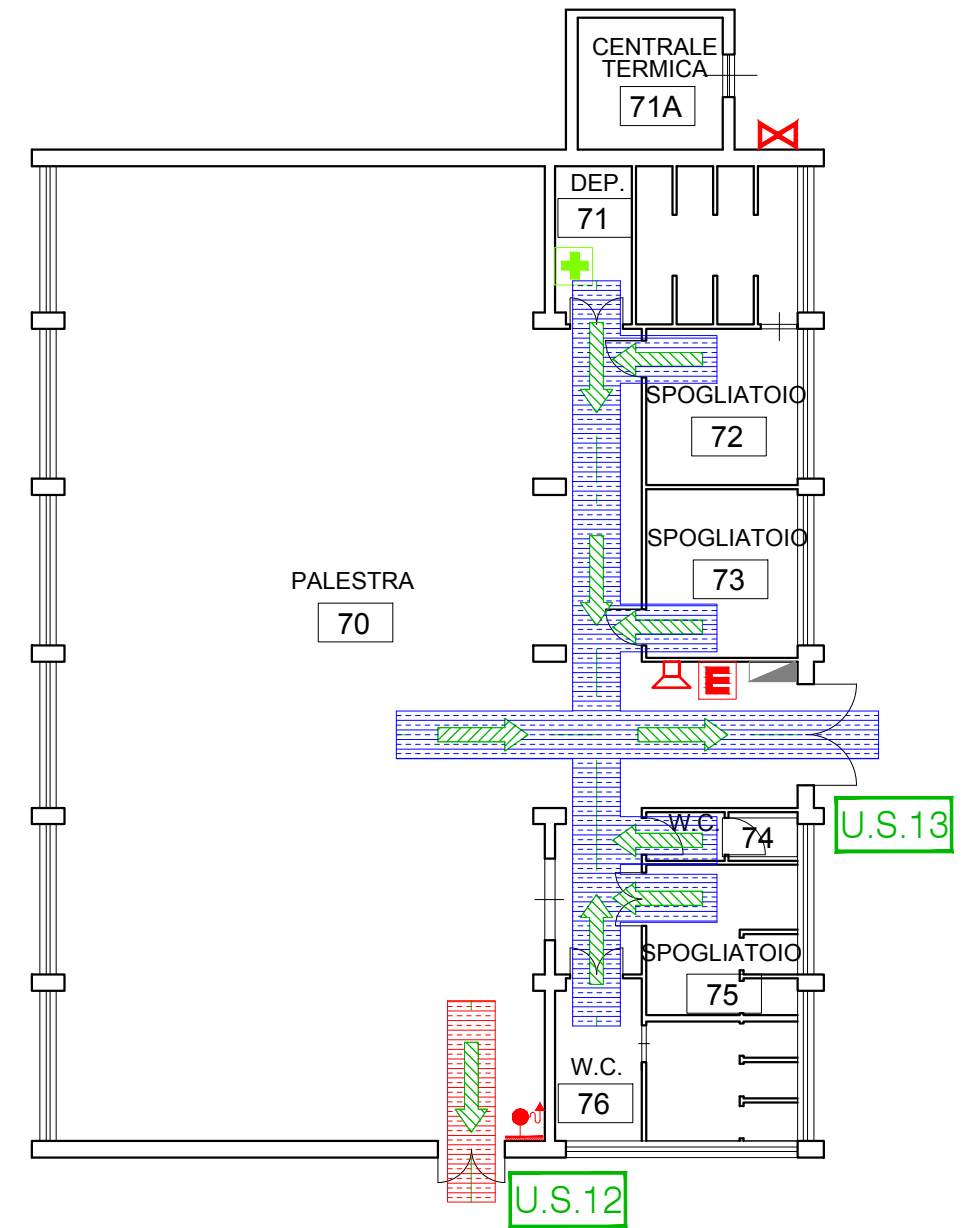 CENTRALE
TERMICA
71A
DEP.
71
SPOGLIATOIO
72
SPOGLIATOIO
73
PALESTRA
70
E
W.C.
74
U.S.13
SPOGLIATOIO
75
W.C.
76
U.S.12